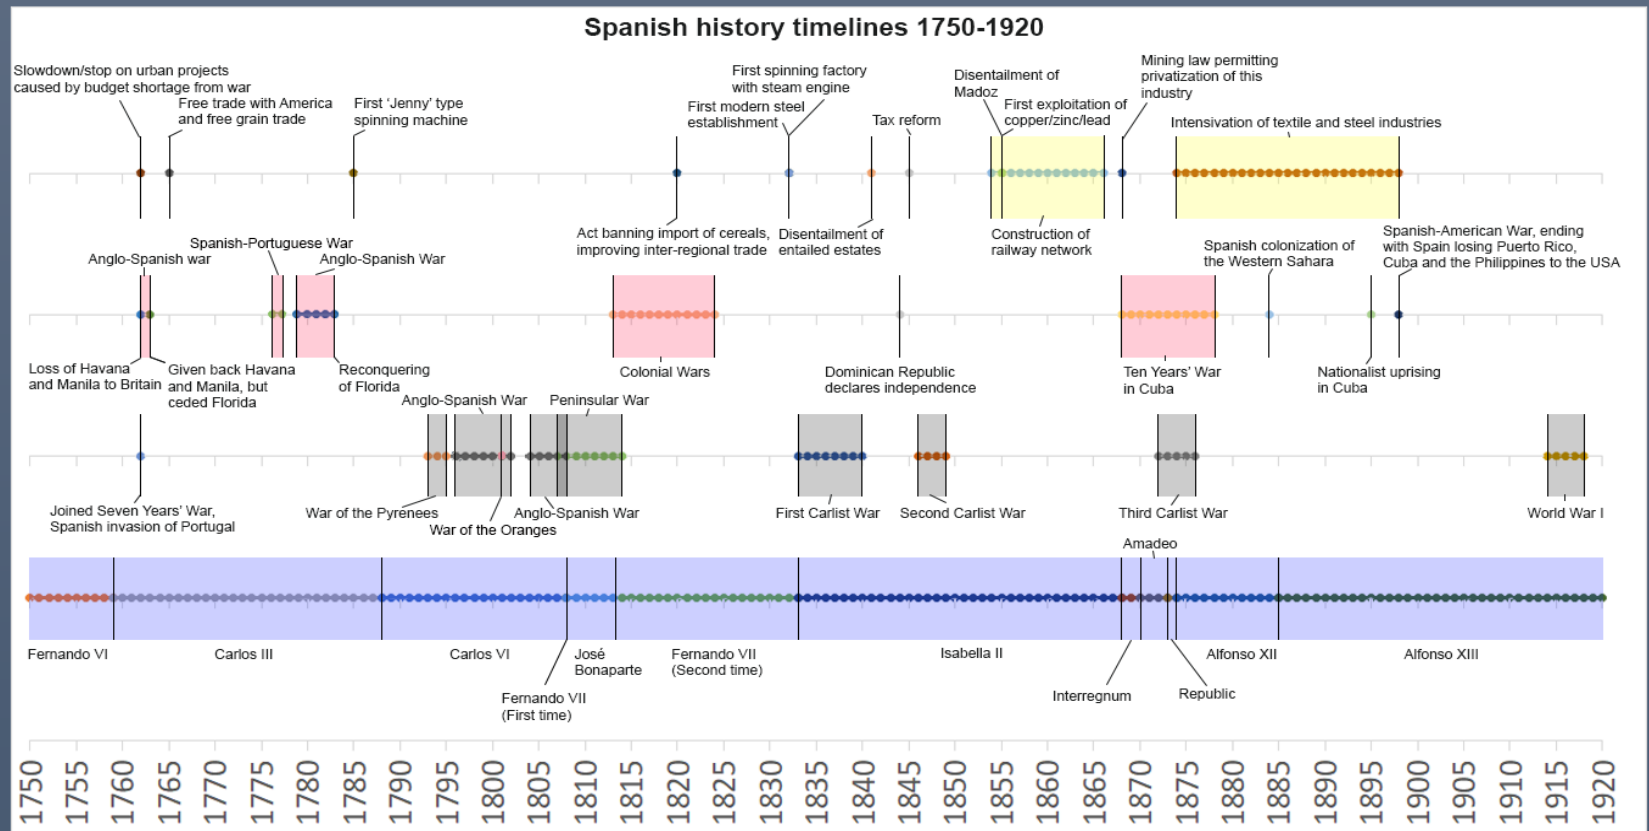 Spanish history timelines 1750-1920
Slowdown/stop on urban projects
caused by budget shortage from war
Free trade with America
and free grain trade
First ‘Jenny’ type
spinning machine
First modern steel
establishment
First spinning factory
with steam engine
Tax reform
Disentailment of
Madoz
First exploitation of
copper/zinc/lead
Mining law permitting
privatization of this
industry
Intensivation of textile and steel industries
Act banning import of cereals,
improving inter-regional trade
Disentailment of
entailed estates
Construction of
railway network
Anglo-Spanish war
Spanish-Portuguese War
Anglo-Spanish War
Spanish colonization of
the Western Sahara
Spanish-American War, ending
with Spain losing Puerto Rico,
Cuba and the Philippines to the USA
Loss of Havana
and Manila to Britain
Given back Havana
and Manila, but
ceded Florida
Reconquering
of Florida
Colonial Wars
Dominican Republic
declares independence
Ten Years’ War
in Cuba
Nationalist uprising
in Cuba
Anglo-Spanish War
Peninsular War
Joined Seven Years’ War,
Spanish invasion of Portugal
War of the Pyrenees
War of the Oranges
Anglo-Spanish War
First Carlist War
Second Carlist War
Third Carlist War
World War I
Amadeo
Fernando VI
Carlos III
Carlos VI
Fernando VII
(First time)
José
Bonaparte
Fernando VII
(Second time)
Isabella II
Interregnum
Republic
Alfonso XII
Alfonso XIII
1750
1755
1760
1765
1770
1775
1780
1785
1790
1795
1800
1805
1810
1815
1820
1825
1830
1835
1840
1845
1850
1855
1860
1865
1870
1875
1880
1885
1890
1895
1900
1905
1910
1915
1920